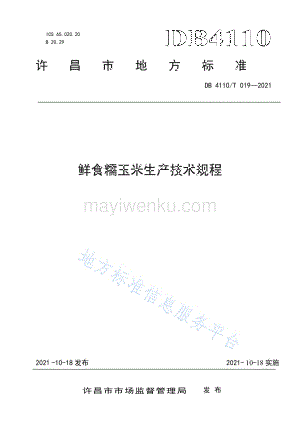 ICS 65.020.20
B 20.29
DB4110
许昌市地方标准
DB 4110/T 019—2021
鲜食糯玉米生产技术规程
mayiwenku.com
地方标准信息服务平台
2021-10-18 发布
2021-10-18 实施
许昌市市场监督管理局 发布